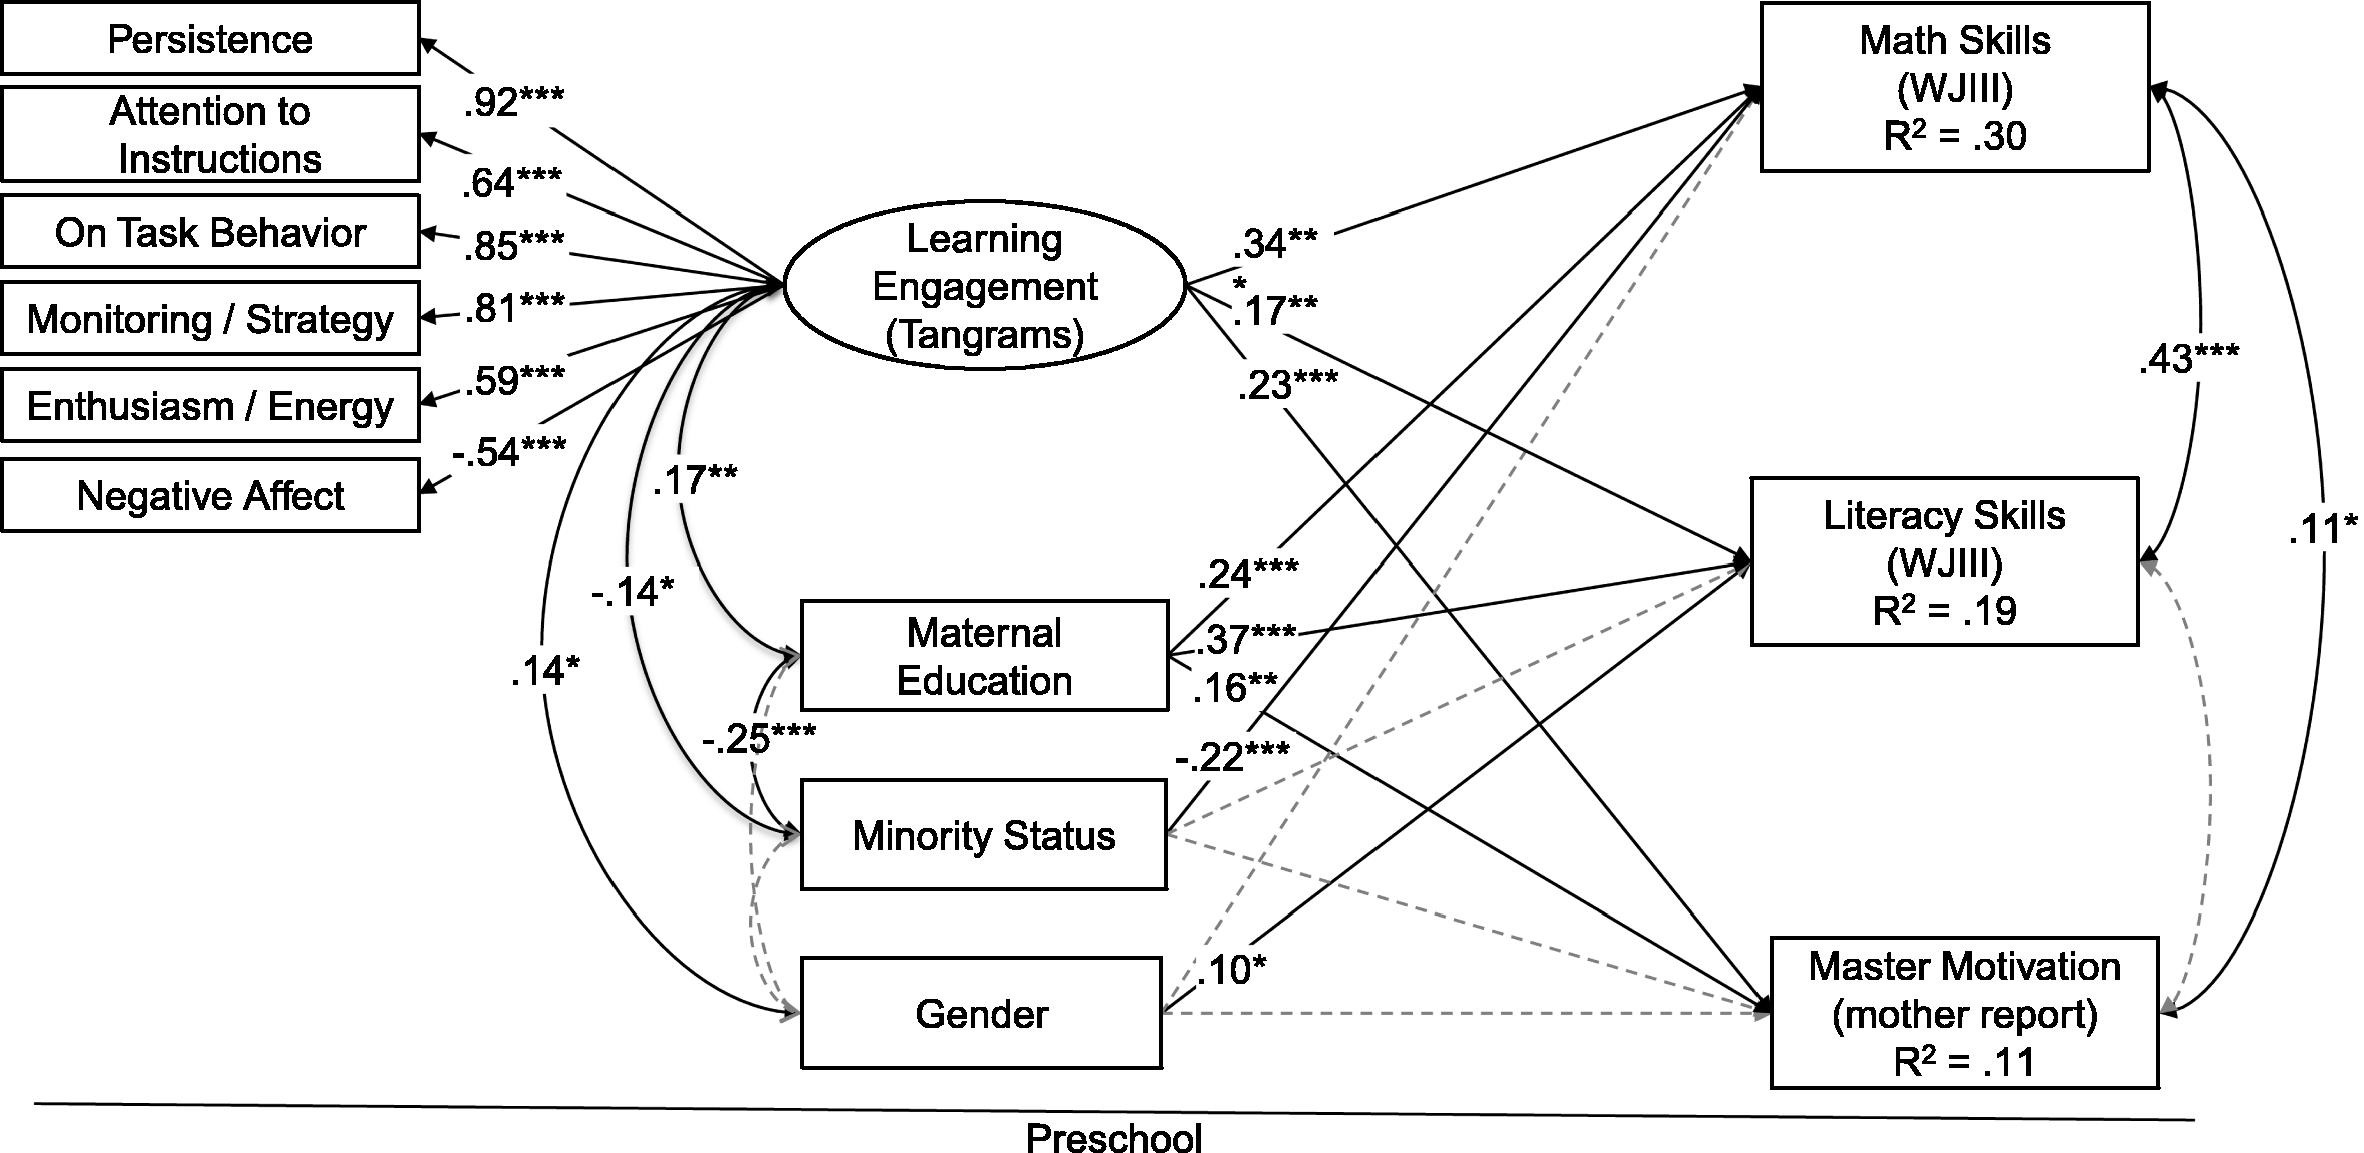 Persistence
Attention to
Instructions
On Task Behavior
Monitoring / Strategy
Enthusiasm / Energy
Negative Affect
.92***
.64***
.85***
.81***
.59***
-.54***
Learning
Engagement
(Tangrams)
.34**
*
.17**
.23***
.17**
-.14*
.14*
-.25***
Maternal
Education
Minority Status
Gender
.24***
.37***
.16**
-.22***
.10*
Math Skills
(WJIII)
R² = .30
Literacy Skills
(WJIII)
R² = .19
Master Motivation
(mother report)
R² = .11
.43***
.11*
Preschool